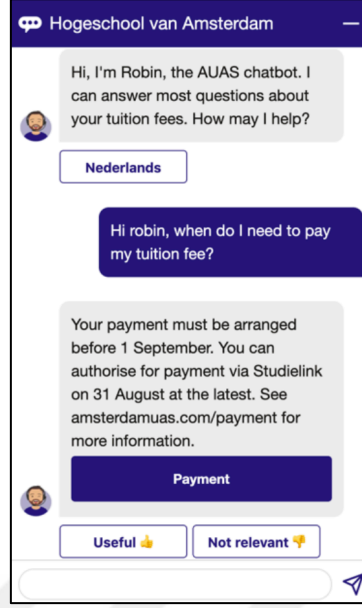 Hogeschool van Amsterdam
Hi, I'm Robin, the AUAS chatbot. I
can answer most questions about
your tuition fees. How may I help?
Nederlands
Hi robin, when do I need to pay
my tuition fee?
Your payment must be arranged
before 1 September. You can
authorise for payment via Studielink
on 31 August at the latest. See
amsterdamuas.com/payment for
more information.
Payment
Useful 👍 Not relevant 👎